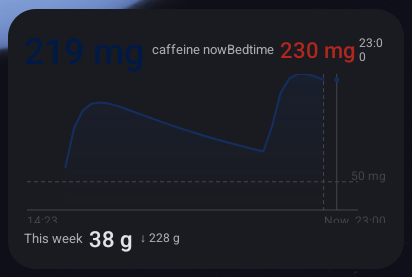 219 mg caffeine nowBedtime 230 mg 23:0
0
50 mg
14:23 Now 23:00
This week 38 g ↓ 228 g